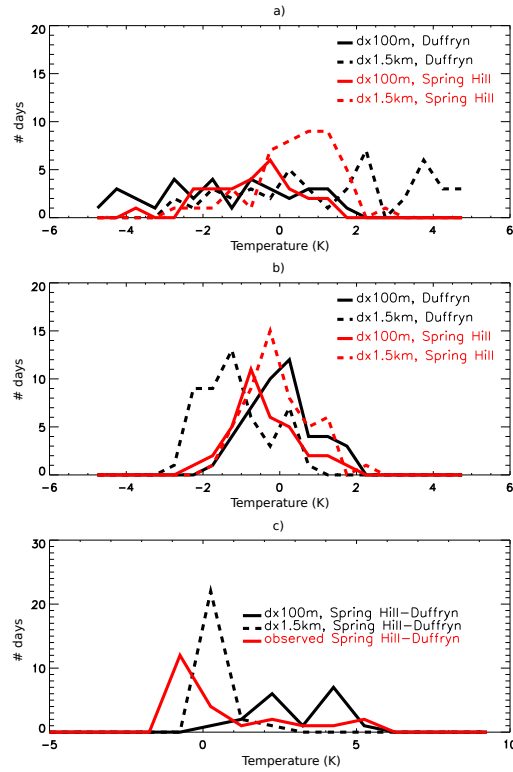 a)
20
dx100m, Duffryn
dx1.5km, Duffryn
15
dx100m, Spring Hill
dx1.5km, Spring Hill
# days
10
5
0
−6 −4 −2 0 2 4 6
Temperature (K)
b)
20
dx100m, Duffryn
dx1.5km, Duffryn
15
dx100m, Spring Hill
dx1.5km, Spring Hill
# days
10
5
0
−6 −4 −2 0 2 4 6
Temperature (K)
c)
30
20
dx100m, Spring Hill−Duffryn
dx1.5km, Spring Hill−Duffryn
observed Spring Hill−Duffryn
# days
10
0
−5 0 5 10
Temperature (K)